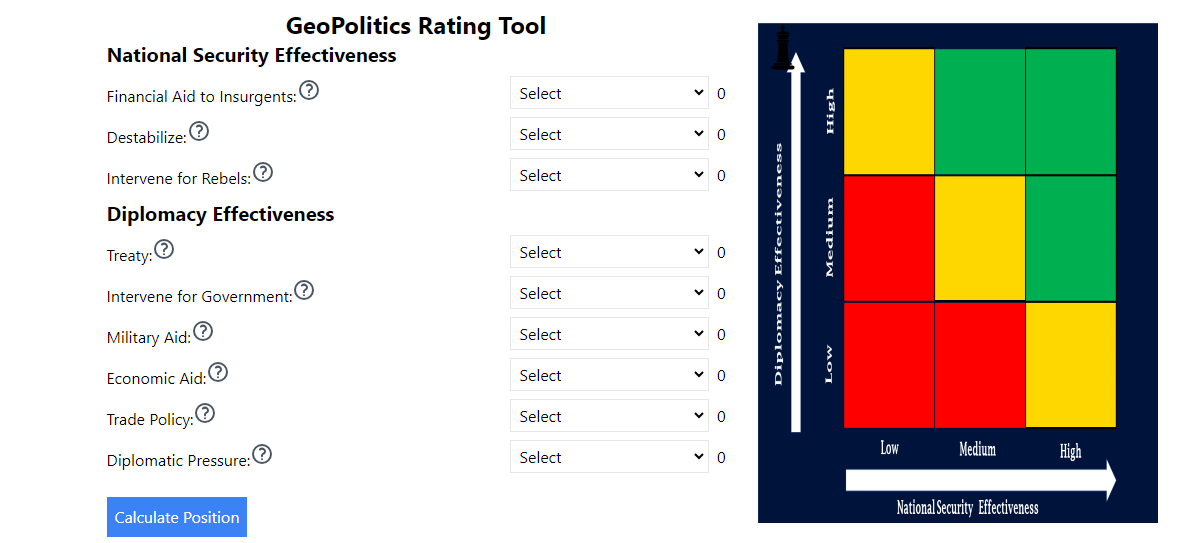 GeoPolitics Rating Tool
National Security Effectiveness
Financial Aid to Insurgents: ?
Select 0
Destabilize: ?
Select 0
Intervene for Rebels: ?
Select 0
Diplomacy Effectiveness
Treaty: ?
Select 0
Intervene for Government: ?
Select 0
Military Aid: ?
Select 0
Economic Aid: ?
Select 0
Trade Policy: ?
Select 0
Diplomatic Pressure: ?
Select 0
Calculate Position
Diplomacy Effectiveness
High
Medium
Low
Low Medium High
National Security Effectiveness